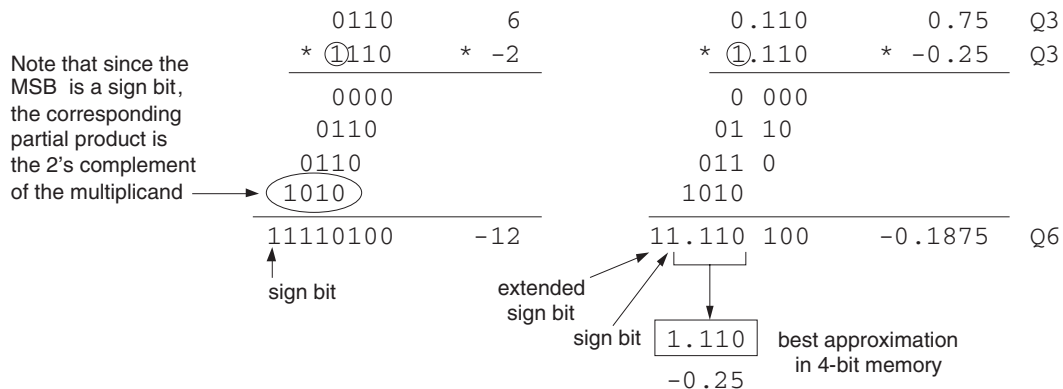 0110 6 0.110 0.75 Q3
* 1110 * -2 * 1.110 * -0.25 Q3
Note that since the
MSB is a sign bit,
the corresponding
partial product is
the 2's complement
of the multiplicand
0000 0 000
0110 01 10
0110 011 0
1010 1010
11110100 -12 11.110 100 -0.1875 Q6
sign bit
extended
sign bit
sign bit
1.110
best approximation
in 4-bit memory
-0.25